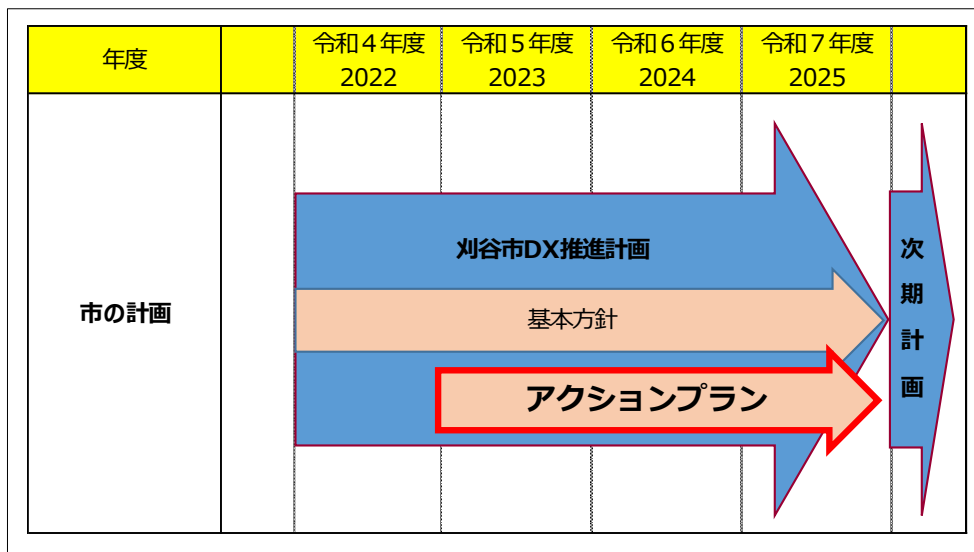 年度
令和４年度
2022
令和５年度
2023
令和６年度
2024
令和７年度
2025
市の計画
刈谷市DX推進計画
基本方針
アクションプラン
次
期
計
画